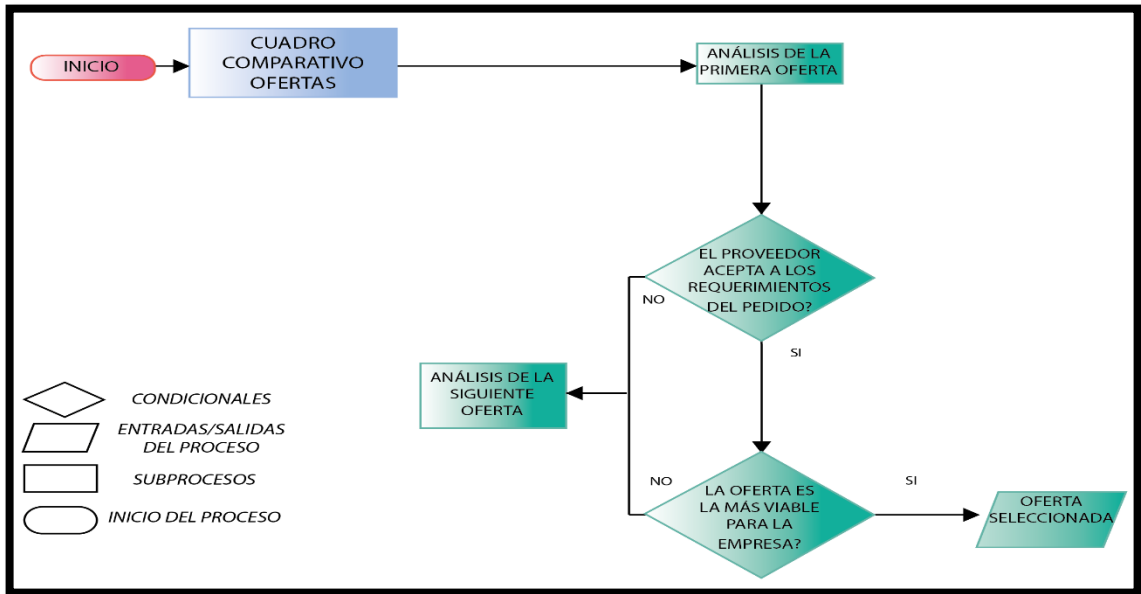 INICIO
CUADRO
COMPARATIVO
OFERTAS
ANÁLISIS DE LA
PRIMERA OFERTA
EL PROVEEDOR
ACEPTA A LOS
REQUERIMIENTOS
DEL PEDIDO?
NO
SI
ANÁLISIS DE LA
SIGUIENTE
OFERTA
NO
LA OFERTA ES
LA MÁS VIABLE
PARA LA
EMPRESA?
SI
OFERTA
SELECCIONADA
CONDICIONALES
ENTRADAS/SALIDAS
DEL PROCESO
SUBPROCESOS
INICIO DEL PROCESO